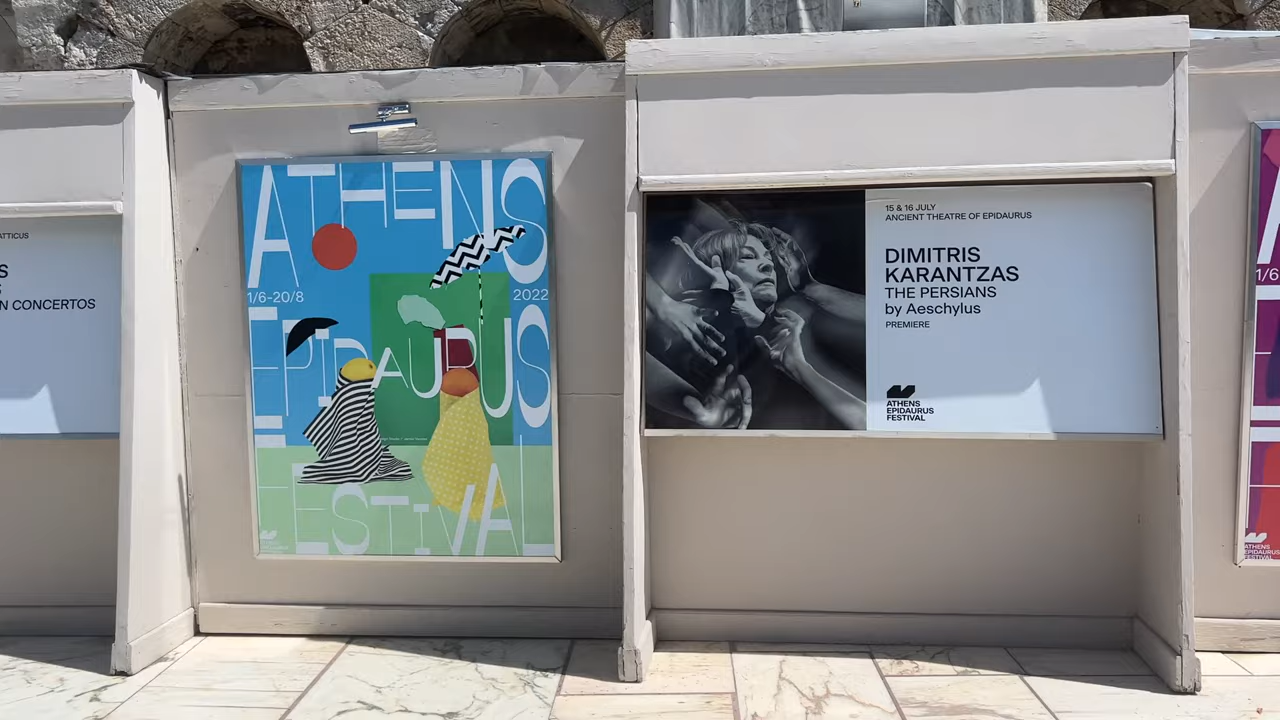 ATTICUS
S
S
N CONCERTOS
ATHENS
1/6-20/8
2022
EPIDAURUS
FESTIVAL
15 & 16 JULY
ANCIENT THEATRE OF EPIDAURUS
DIMITRIS
KARANTZAS
THE PERSIANS
by Aeschylus
PREMIERE
ATHENS
EPIDAURUS
FESTIVAL
A
1/6
ATHENS
EPIDAURUS
FESTIVAL